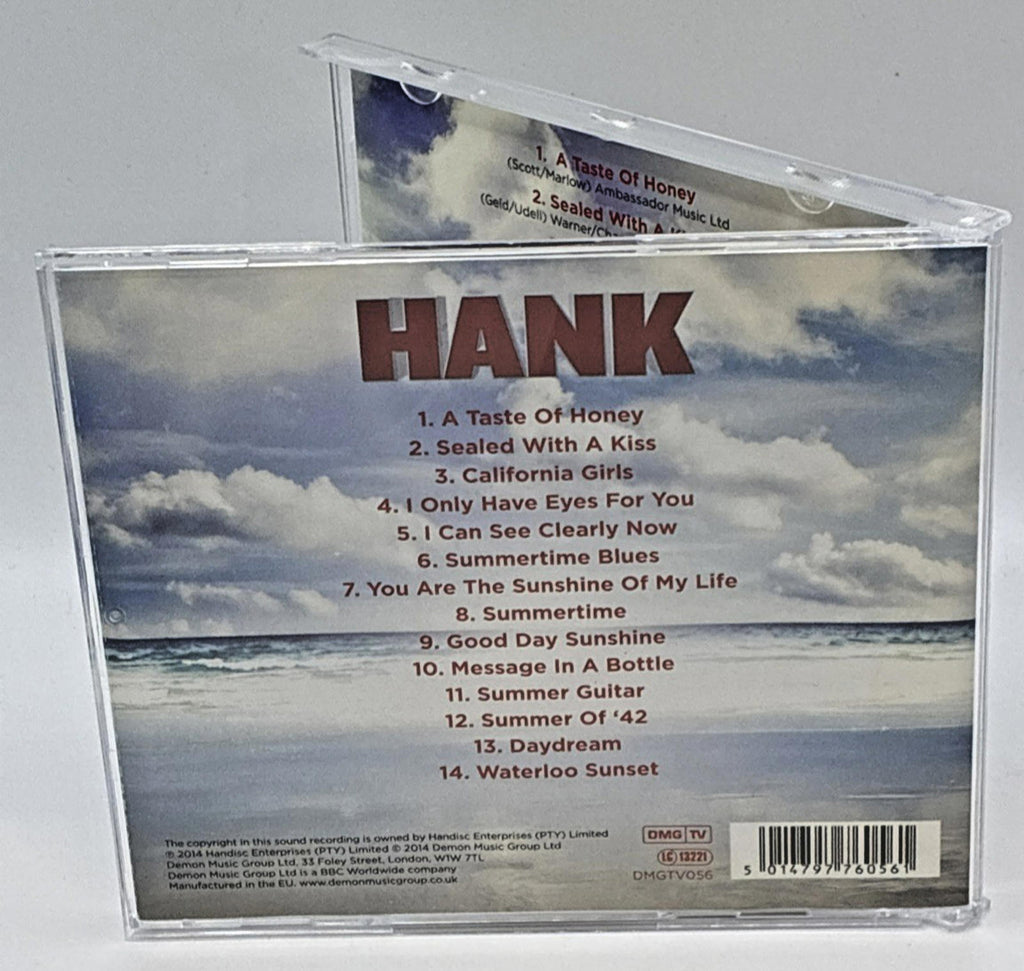 1. A Taste Of Honey
(Scott/Marlow) Ambassador Music Ltd
2. Sealed With A
(Geld/Udell) Warner/Ch
HANK
1. A Taste Of Honey
2. Sealed With A Kiss
3. California Girls
4. I Only Have Eyes For You
5. I Can See Clearly Now
6. Summertime Blues
7. You Are The Sunshine Of My Life
8. Summertime
9. Good Day Sunshine
10. Message In A Bottle
11. Summer Guitar
12. Summer Of ‘42
13. Daydream
14. Waterloo Sunset
The copyright in this sound recording is owned by Handisc Enterprises (PTY) Limited
℗ 2014 Handisc Enterprises (PTY) Limited © 2014 Demon Music Group Ltd
Demon Music Group Ltd, 33 Foley Street, London, W1W 7TL
Demon Music Group Ltd is a BBC Worldwide company
Manufactured in the EU. www.demonmusicgroup.co.uk
DMG TV
LC 13221
DMGTV056
5 014797 760561